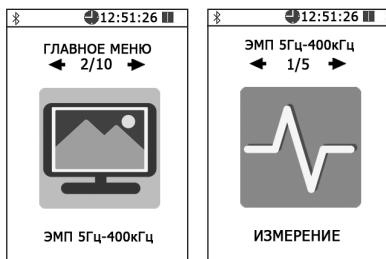 12:51:26
ГЛАВНОЕ МЕНЮ
2/10
ЭМП 5Гц-400кГц
12:51:26
ЭМП 5Гц-400кГц
1/5
ИЗМЕРЕНИЕ